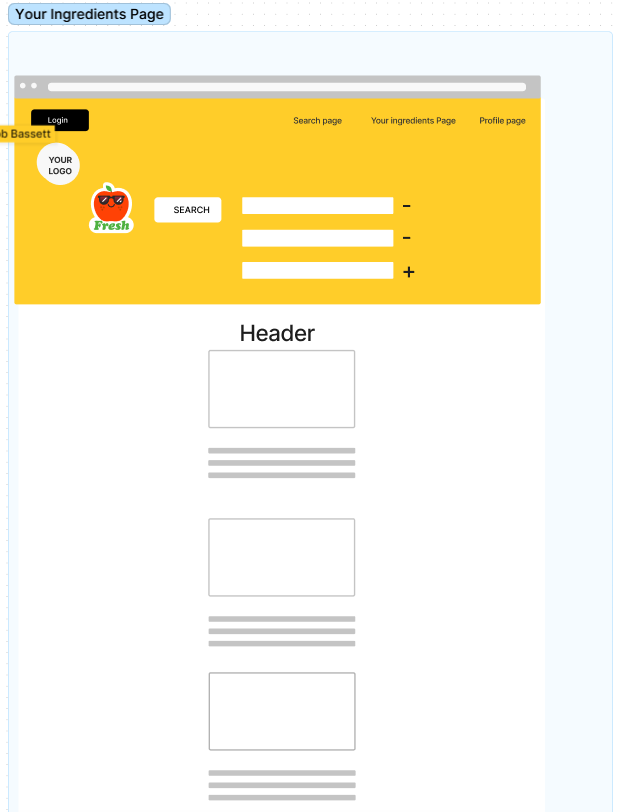 Your Ingredients Page
Login
Search page
Your ingredients Page
Profile page
b Bassett
YOUR
LOGO
Fresh
SEARCH
Header